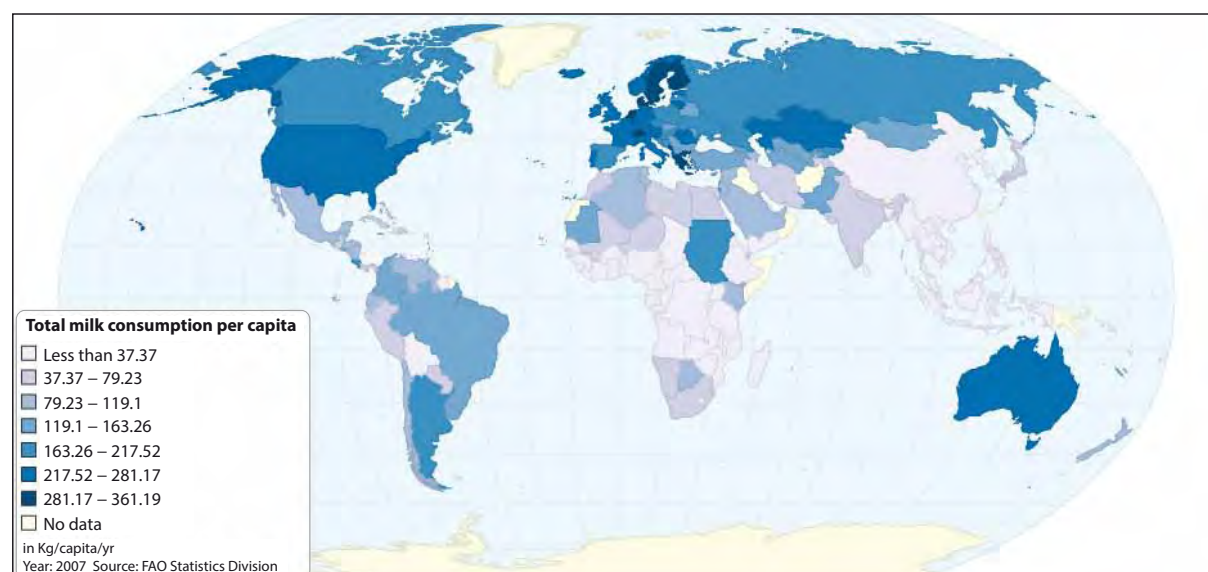 Total milk consumption per capita
Less than 37.37
37.37 – 79.23
79.23 – 119.1
119.1 – 163.26
163.26 – 217.52
217.52 – 281.17
281.17 – 361.19
No data
in Kg/capita/yr
Year: 2007 Source: FAO Statistics Division